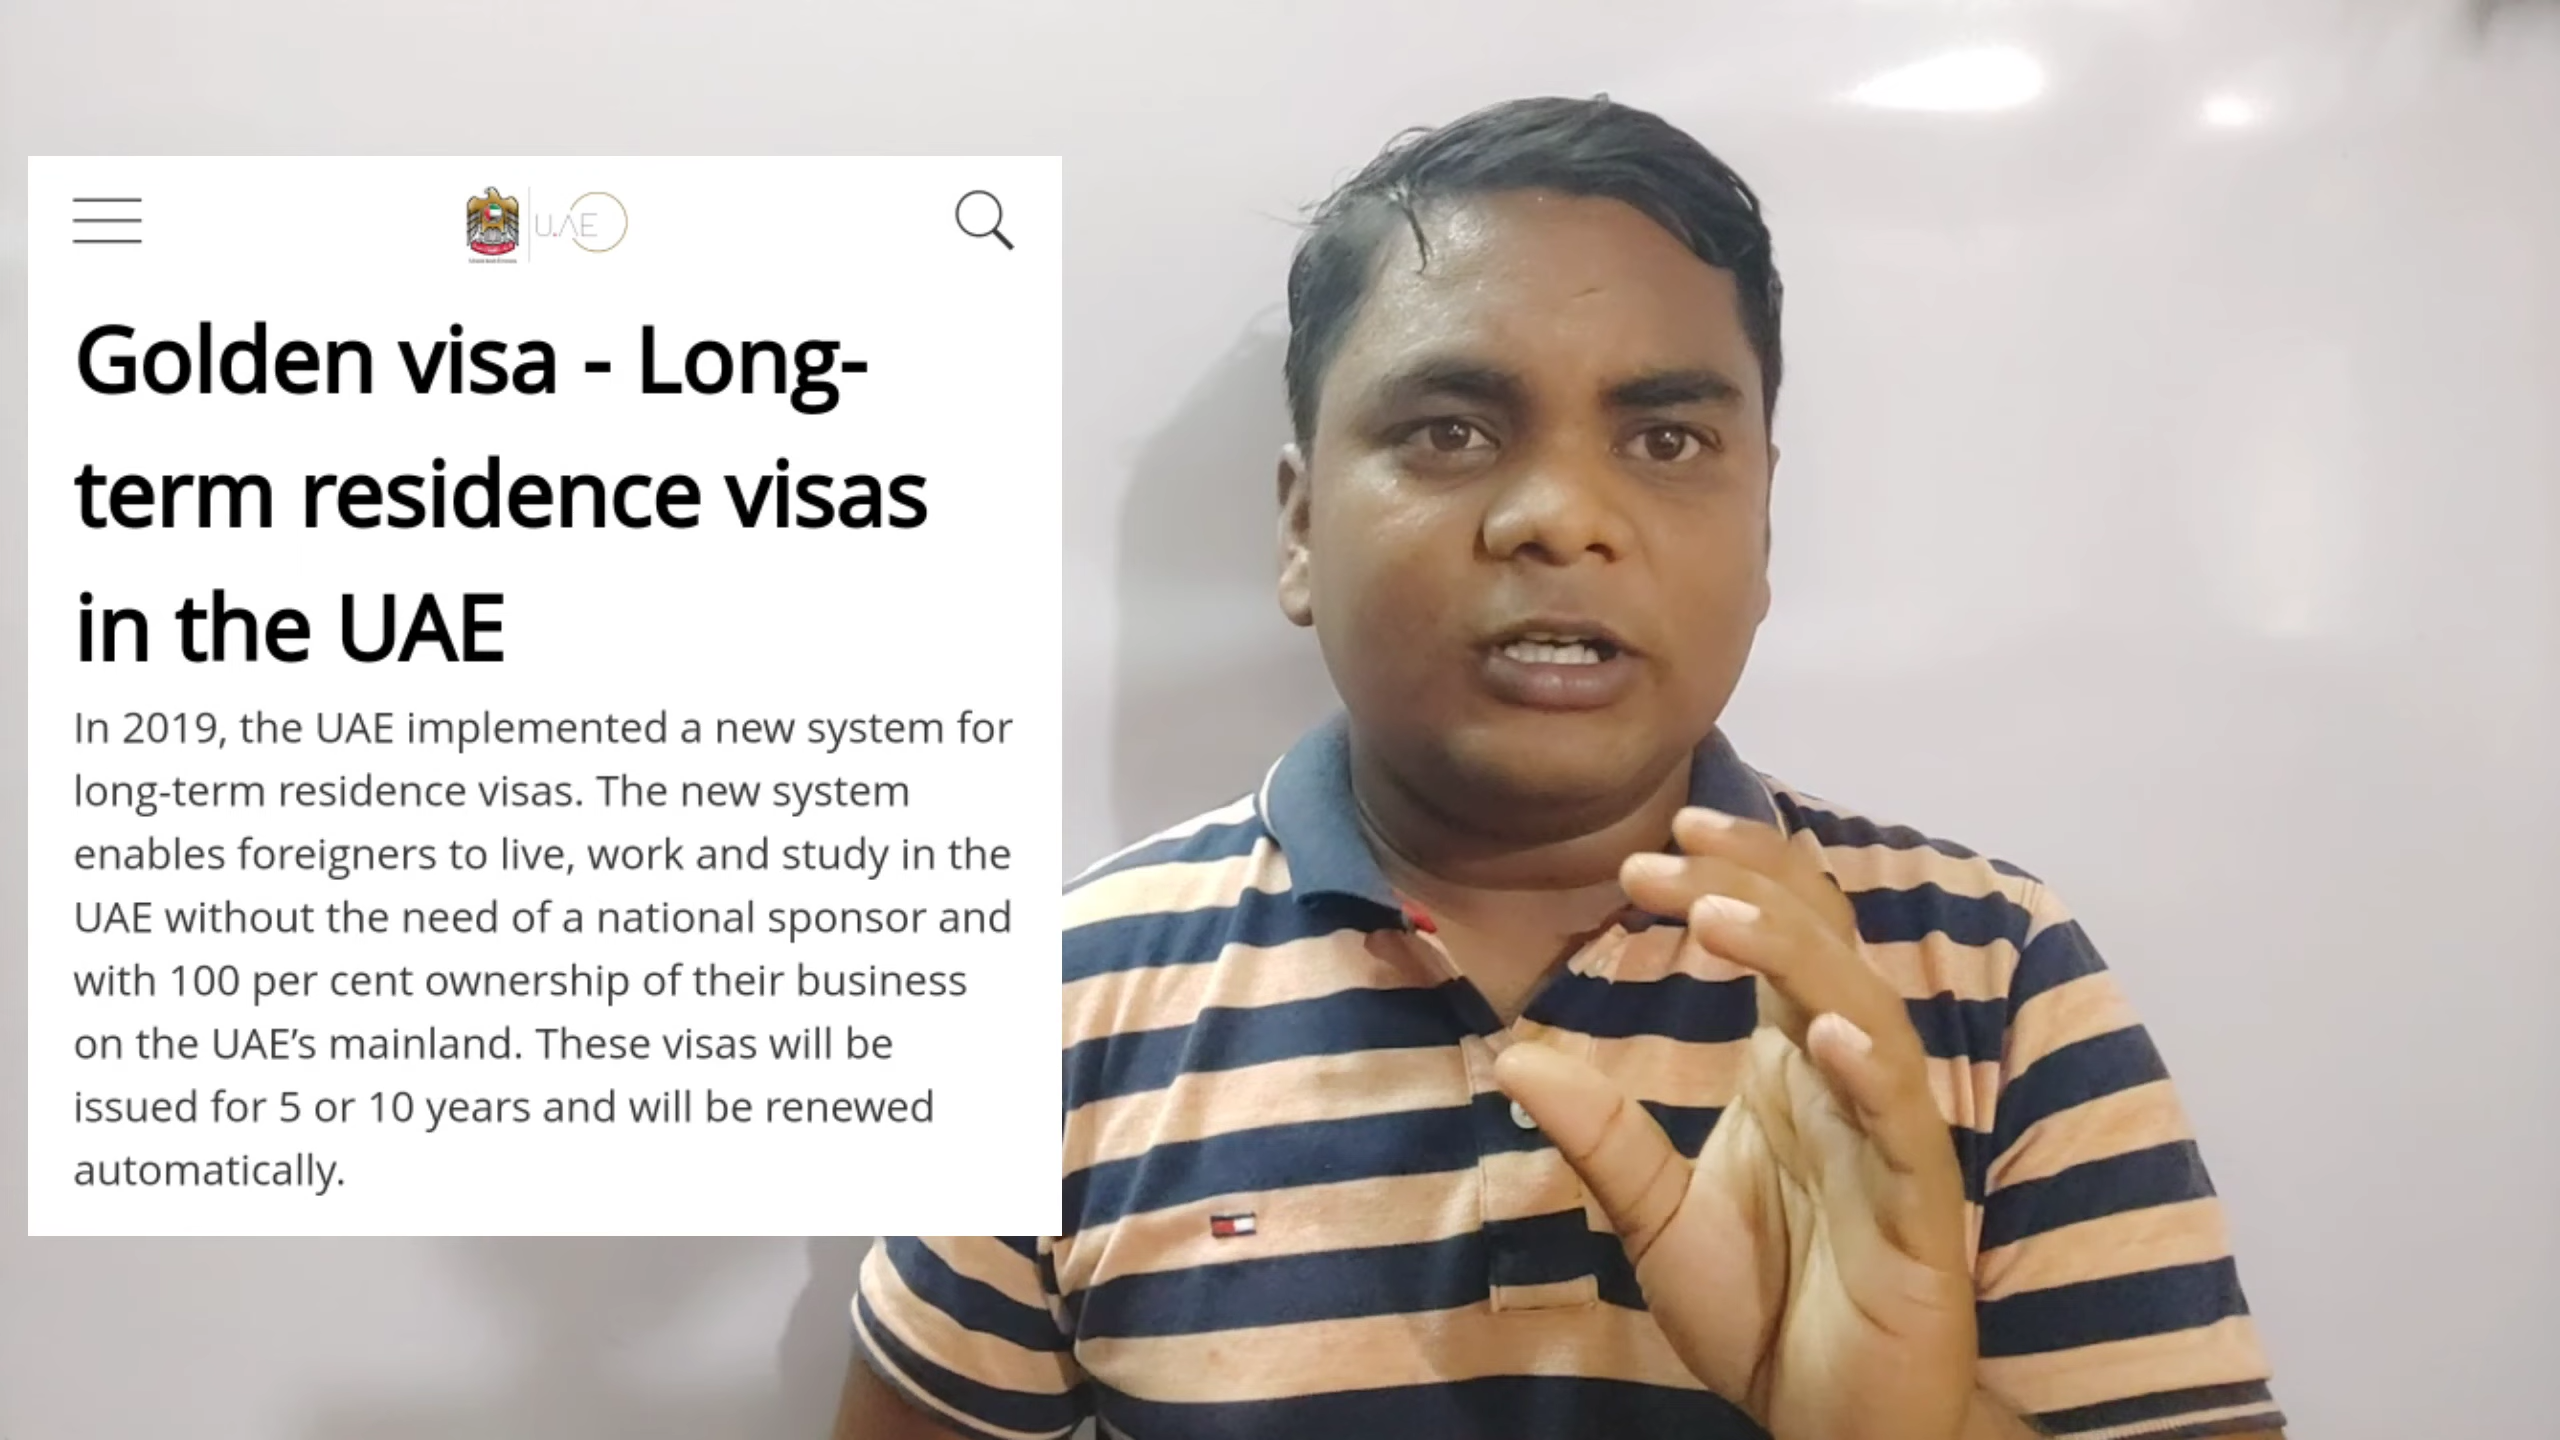 U.AE
Golden visa - Long-
term residence visas
in the UAE
In 2019, the UAE implemented a new system for
long-term residence visas. The new system
enables foreigners to live, work and study in the
UAE without the need of a national sponsor and
with 100 per cent ownership of their business
on the UAE’s mainland. These visas will be
issued for 5 or 10 years and will be renewed
automatically.